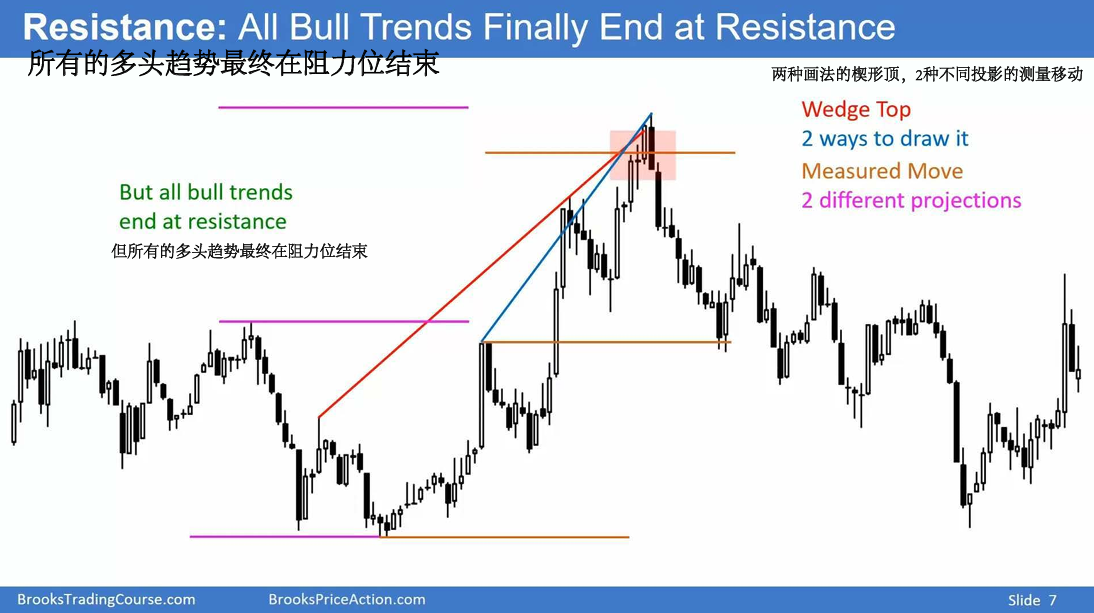 Resistance: All Bull Trends Finally End at Resistance
所有的多头趋势最终在阻力位结束
两种画法的楔形顶，2种不同投影的测量移动
Wedge Top
2 ways to draw it
Measured Move
2 different projections
But all bull trends
end at resistance
但所有的多头趋势最终在阻力位结束
BrooksTradingCourse.com
BrooksPriceAction.com
Slide 7